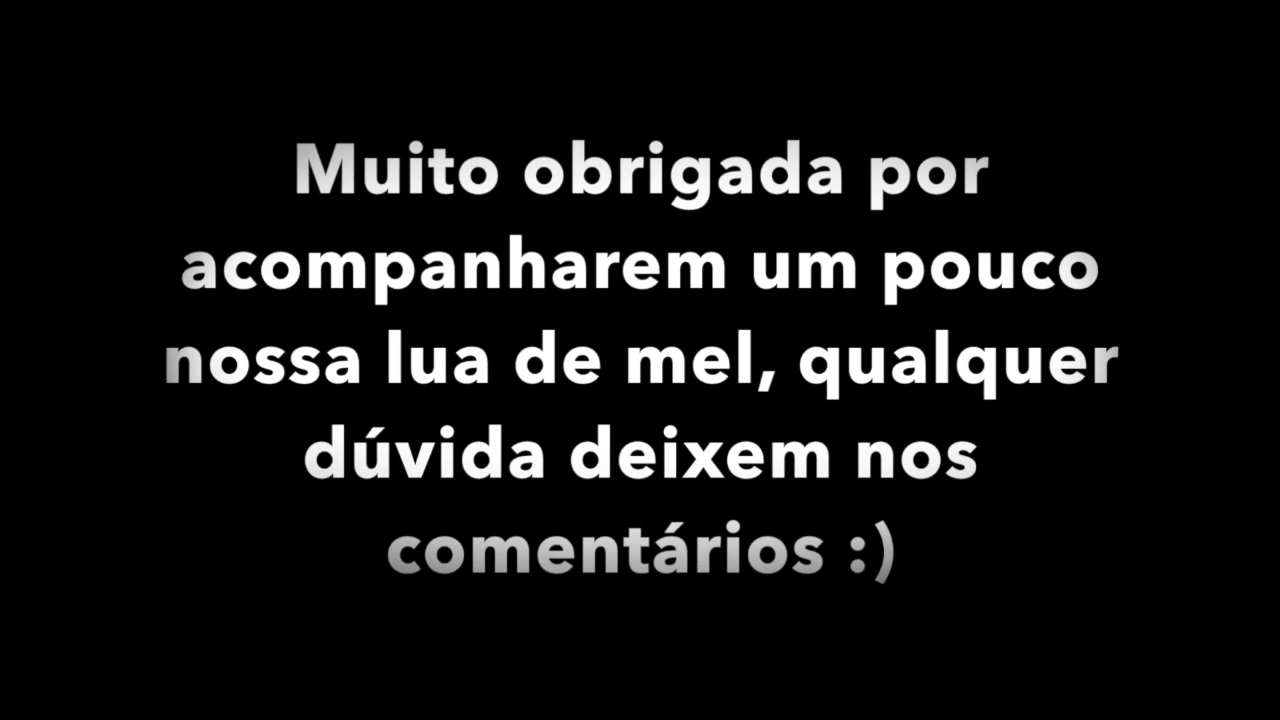 Muito obrigada por
acompanharem um pouco
nossa lua de mel, qualquer
dúvida deixem nos
comentários :)